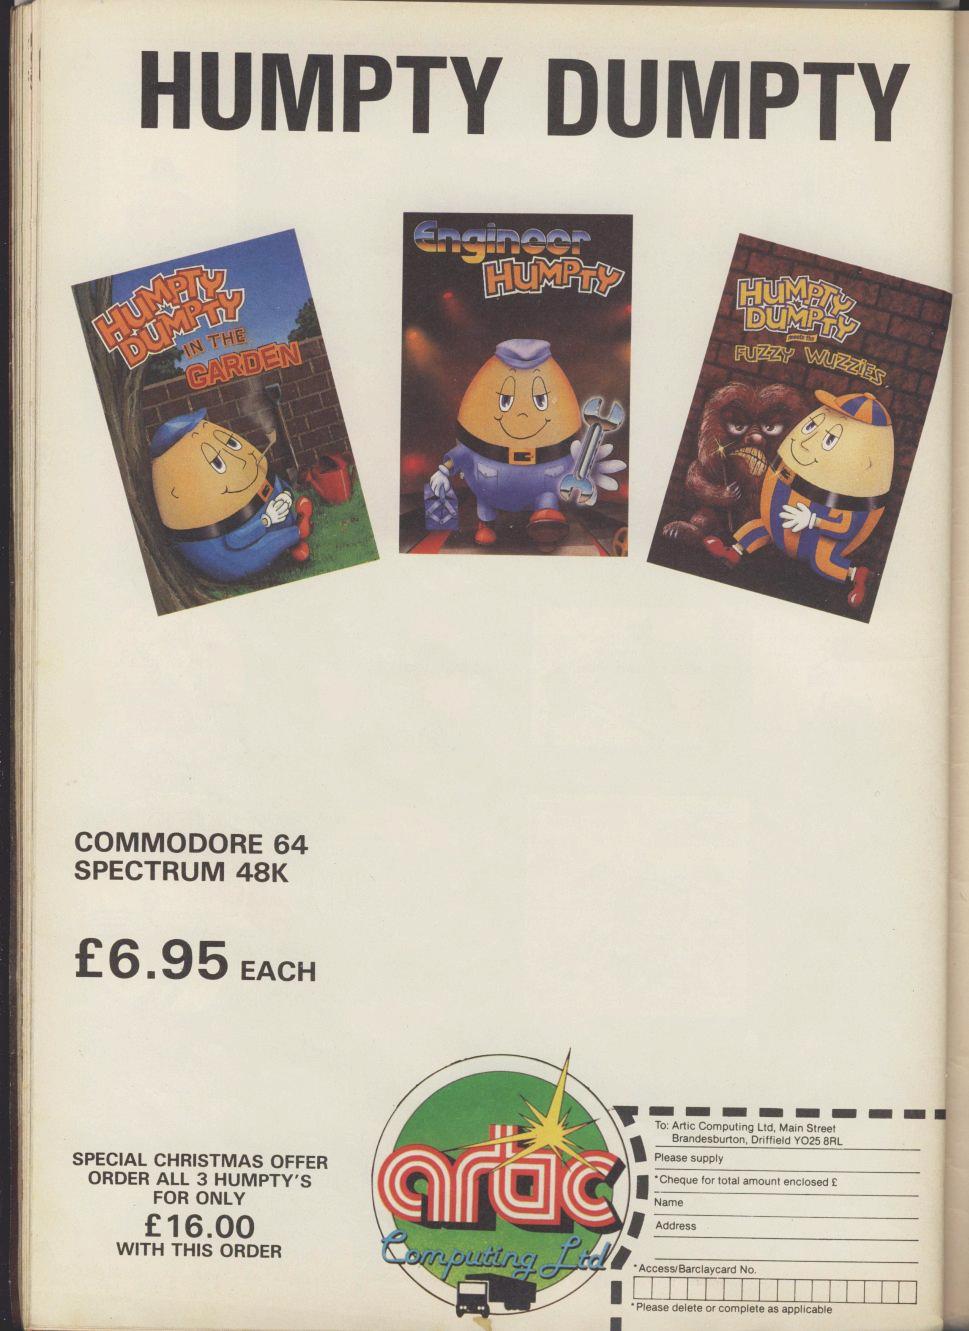 HUMPTY DUMPTY
HUMPTY
DUMPTY
IN THE
GARDEN
Engineer
HUMPTY
HUMPTY
DUMPTY
meets the
FUZZY WUZZIES
COMMODORE 64
SPECTRUM 48K
£6.95 EACH
SPECIAL CHRISTMAS OFFER
ORDER ALL 3 HUMPTY'S
FOR ONLY
£16.00
WITH THIS ORDER
artic
Computing Ltd
To: Artic Computing Ltd, Main Street
Brandesburton, Driffield YO25 8RL
Please supply
*Cheque for total amount enclosed £
Name
Address
*Access/Barclaycard No.
*Please delete or complete as applicable